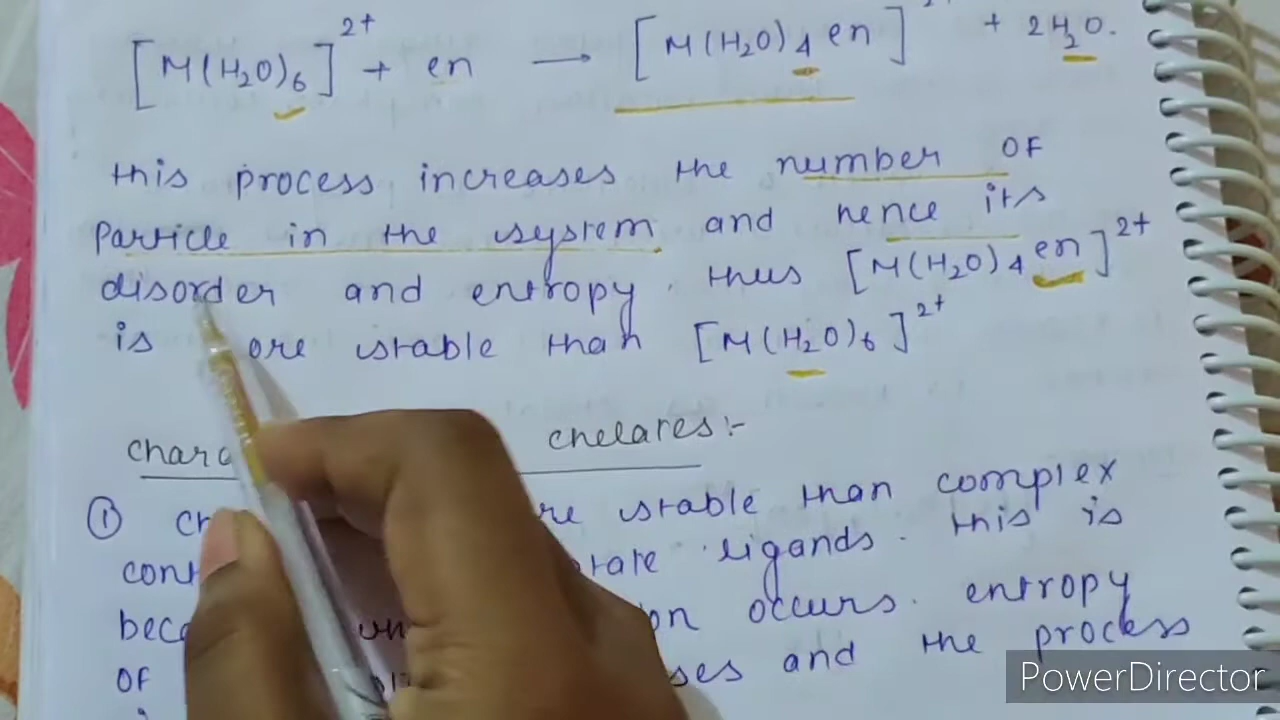 [M(H₂O)₆]²⁺ + en → [M(H₂O)₄ en] + 2H₂O.
this process increases the number of
particle in the system and hence its
disorder and entropy. thus [M(H₂O)₄ en]²⁺
is ore stable than [M(H₂O)₆]²⁺
chelates:-
① re stable than complex
ligands. this is
occurs. entropy
of and the process
PowerDirector